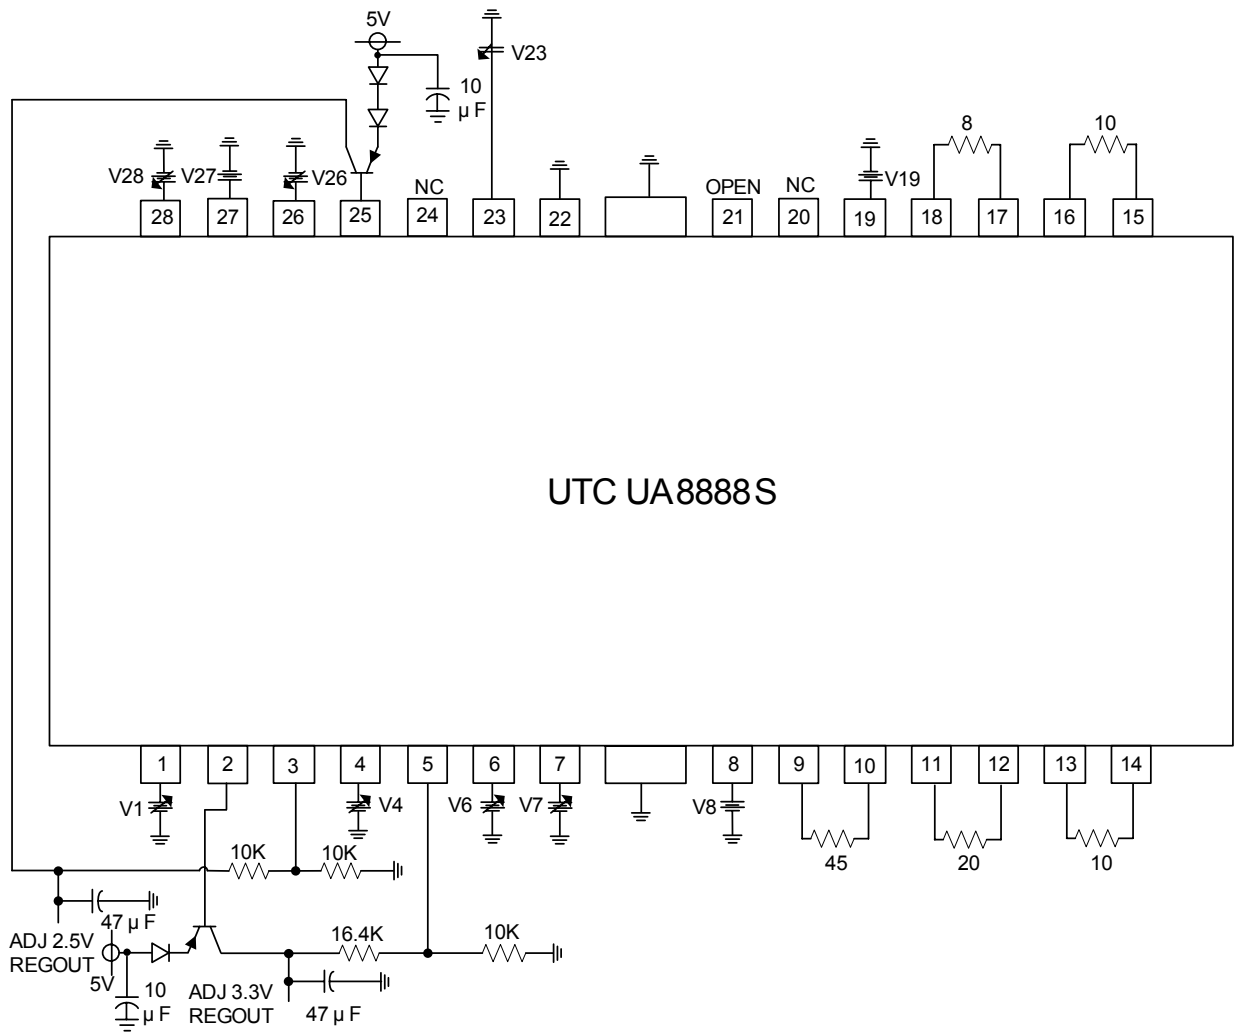 5V
V23
10
µ F
8
10
V28
V27
V26
NC
OPEN
NC
V19
28
27
26
25
24
23
22
21
20
19
18
17
16
15
UTC UA8888S
1
2
3
4
5
6
7
8
9
10
11
12
13
14
V1
V4
V6
V7
V8
45
20
10
10K
10K
47 µ F
ADJ 2.5V
REGOUT
16.4K
10K
5V
10
µ F
ADJ 3.3V
REGOUT
47 µ F